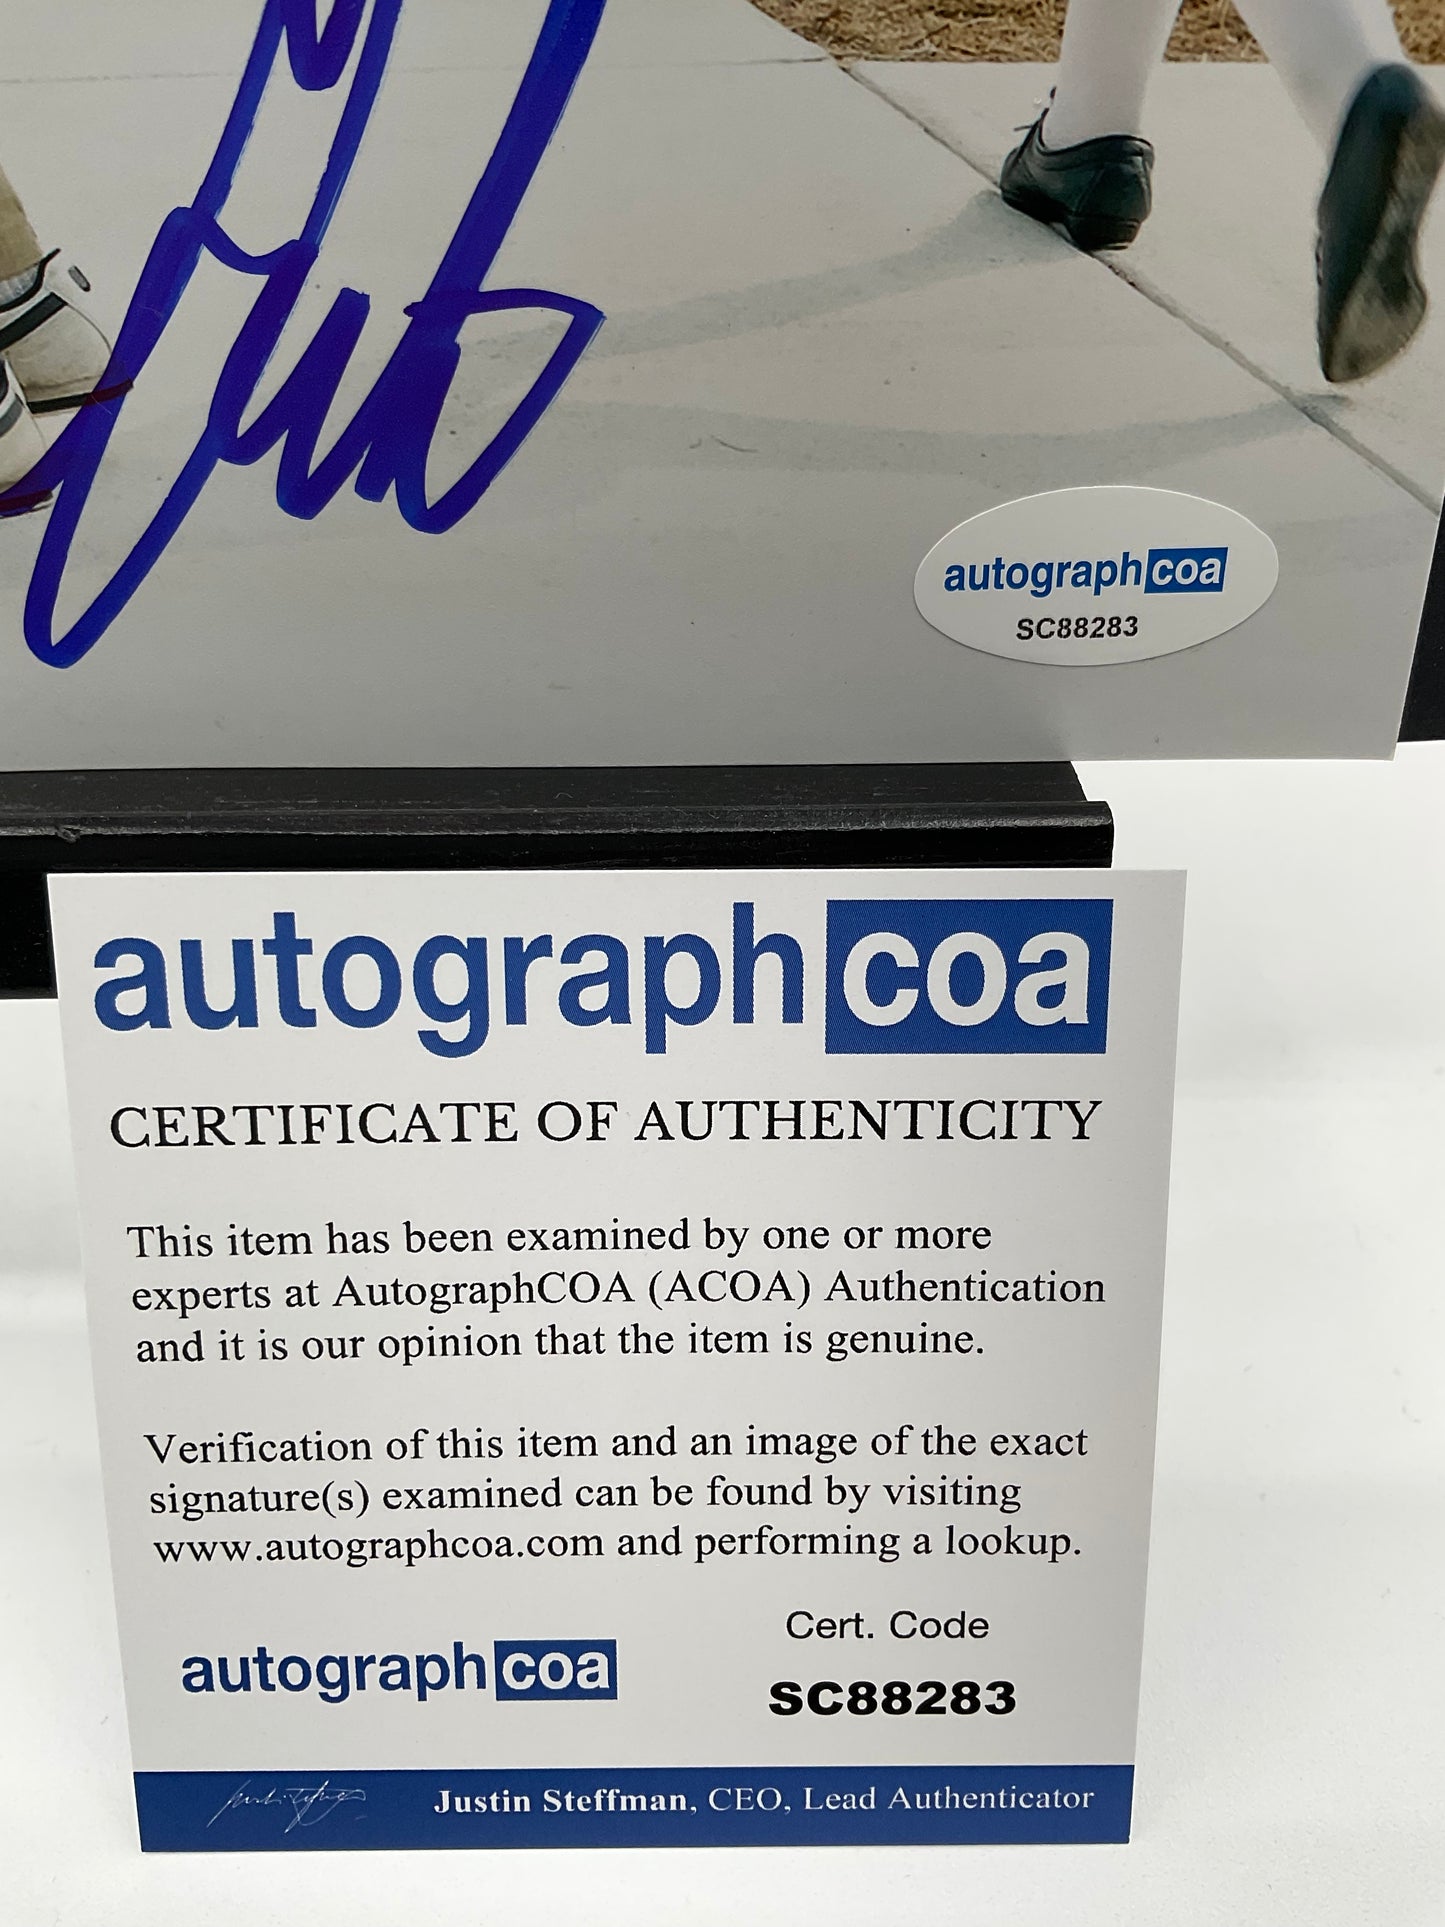 autographcoa
SC88283
autographcoa
CERTIFICATE OF AUTHENTICITY
This item has been examined by one or more
experts at AutographCOA (ACOA) Authentication
and it is our opinion that the item is genuine.
Verification of this item and an image of the exact
signature(s) examined can be found by visiting
www.autographcoa.com and performing a lookup.
Cert. Code
autographcoa
SC88283
Justin Steffman, CEO, Lead Authenticator